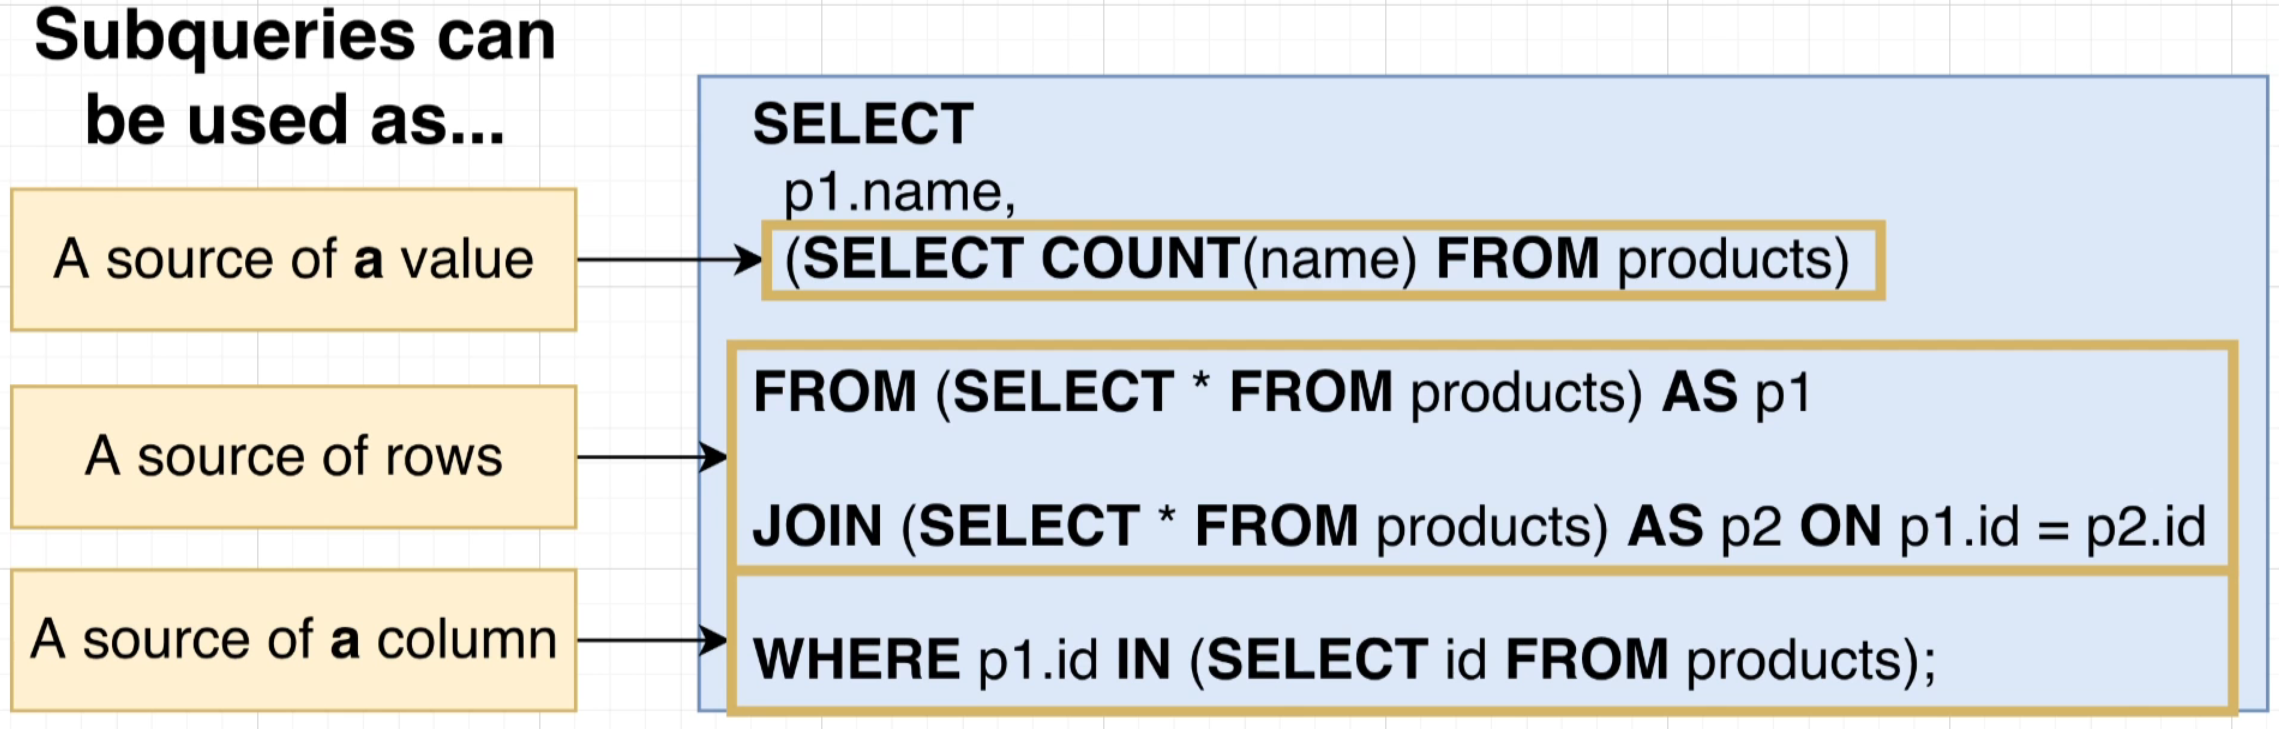 Subqueries can
be used as...
A source of a value
A source of rows
A source of a column
SELECT
p1.name,
(SELECT COUNT(name) FROM products)
FROM (SELECT * FROM products) AS p1
JOIN (SELECT * FROM products) AS p2 ON p1.id = p2.id
WHERE p1.id IN (SELECT id FROM products);